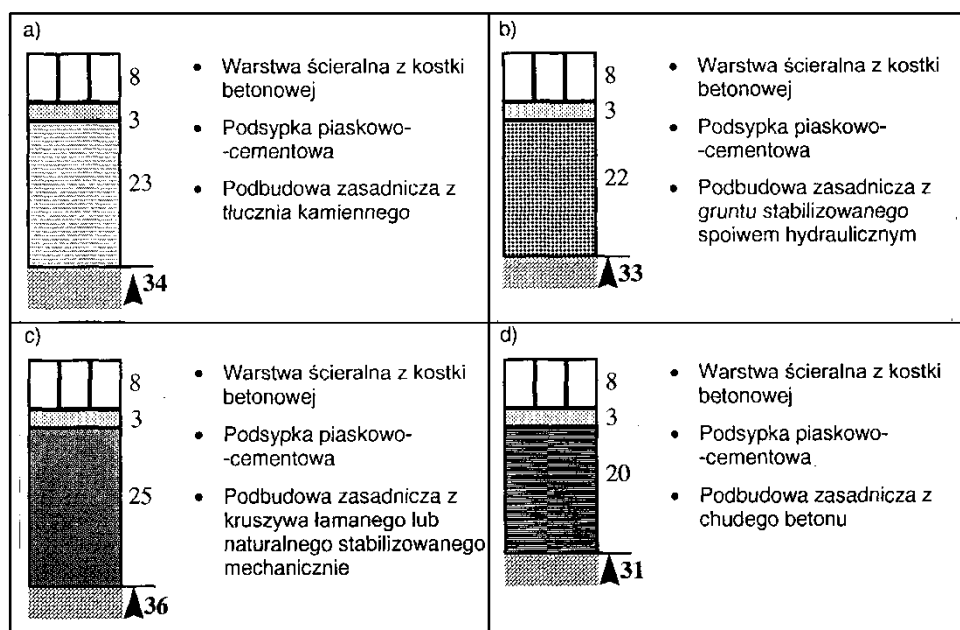 a)
8
3
23
34
• Warstwa ścieralna z kostki
betonowej
• Podsypka piaskowo-
-cementowa
• Podbudowa zasadnicza z
tłucznia kamiennego
b)
8
3
22
33
• Warstwa ścieralna z kostki
betonowej
• Podsypka piaskowo-
-cementowa
• Podbudowa zasadnicza z
gruntu stabilizowanego
spoiwem hydraulicznym
c)
8
3
25
36
• Warstwa ścieralna z kostki
betonowej
• Podsypka piaskowo-
-cementowa
• Podbudowa zasadnicza z
kruszywa łamanego lub
naturalnego stabilizowanego
mechanicznie
d)
8
3
20
31
• Warstwa ścieralna z kostki
betonowej
• Podsypka piaskowo-
-cementowa
• Podbudowa zasadnicza z
chudego betonu